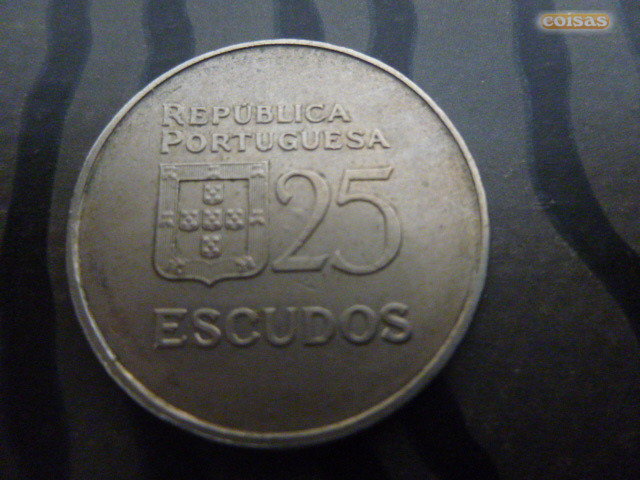 coisas
REPÚBLICA
PORTUGUESA
25
ESCUDOS